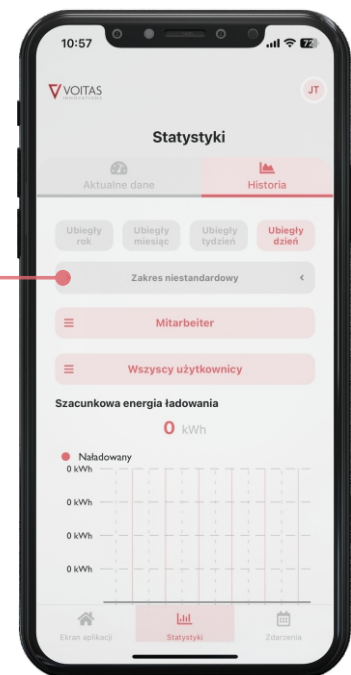 10:57
72
VOITAS
INNOVATIONS
JT
Statystyki
Aktualne dane
Historia
Ubiegły rok
Ubiegły miesiąc
Ubiegły tydzień
Ubiegły dzień
Zakres niestandardowy
Mitarbeiter
Wszyscy użytkownicy
Szacunkowa energia ładowania
0 kWh
Naładowany
0 kWh
0 kWh
0 kWh
0 kWh
Ekran aplikacji
Statystyki
Zdarzenia